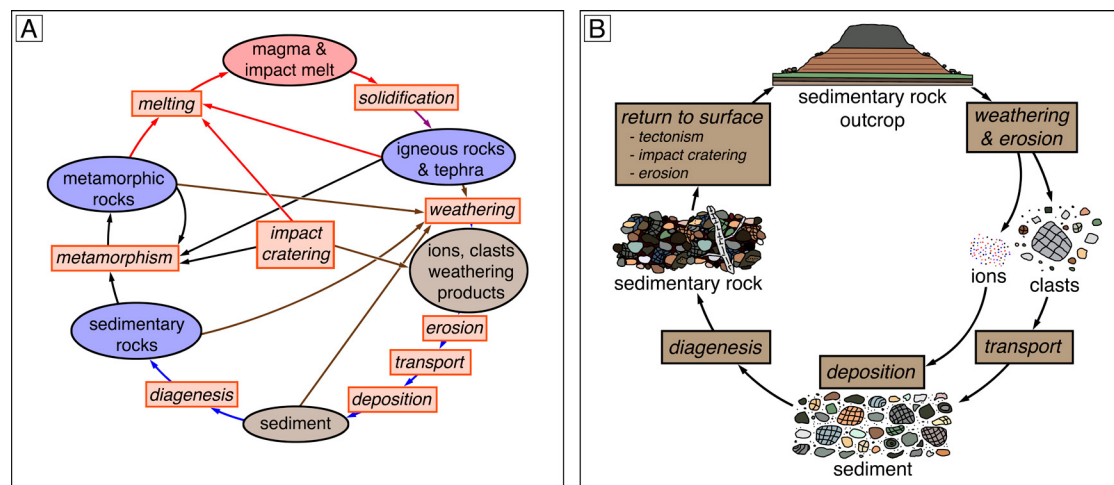 A
magma &
impact melt
melting
solidification
igneous rocks
& tephra
metamorphic
rocks
weathering
impact
cratering
metamorphism
ions, clasts
weathering
products
sedimentary
rocks
erosion
transport
diagenesis
deposition
sediment
B
sedimentary rock
outcrop
return to surface
- tectonism
- impact cratering
- erosion
weathering
& erosion
sedimentary rock
ions
clasts
diagenesis
transport
deposition
sediment